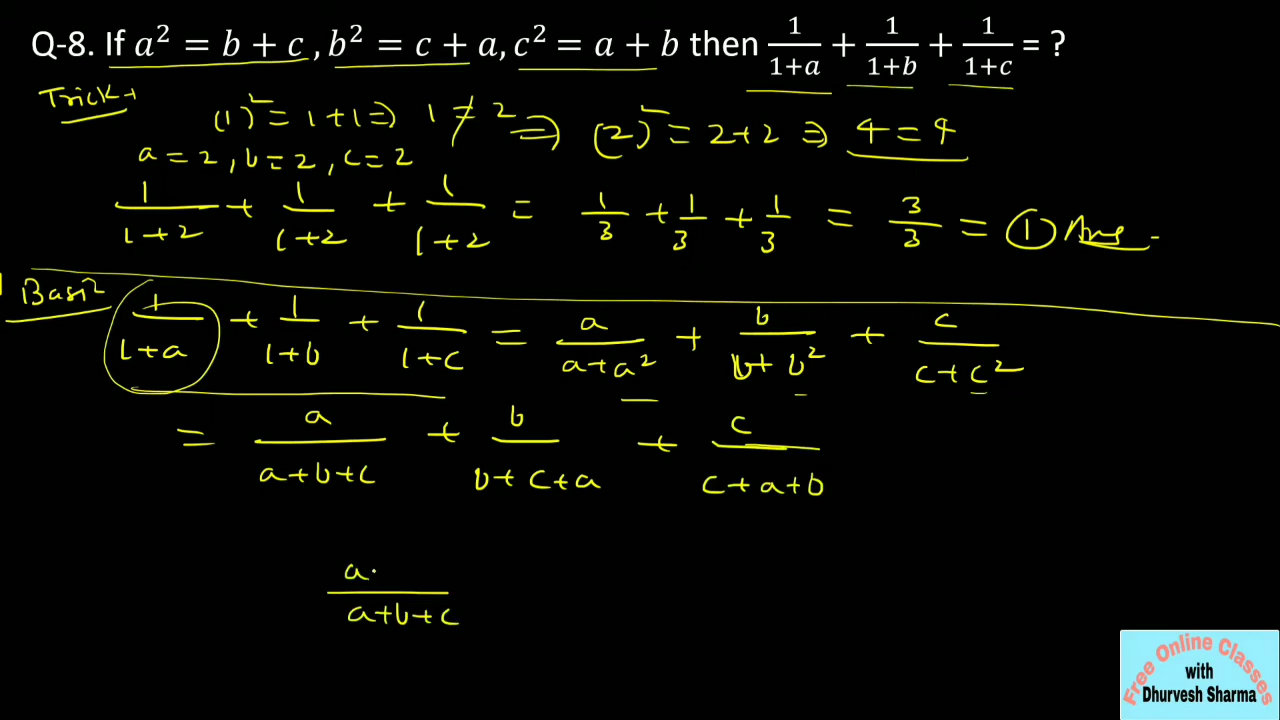 Q-8. If a² = b + c , b² = c + a, c² = a + b then 1/(1+a) + 1/(1+b) + 1/(1+c) = ?
Trick→
(1)² = 1+1 ⇒ 1 ≠ 2 ⇒ (2)² = 2+2 ⇒ 4 = 4
a = 2, b = 2, c = 2
1/(1+2) + 1/(1+2) + 1/(1+2) = 1/3 + 1/3 + 1/3 = 3/3 = 1 Ans.
Basic
1/(1+a) + 1/(1+b) + 1/(1+c) = a/(a+a²) + b/(b+b²) + c/(c+c²)
= a/(a+b+c) + b/(b+c+a) + c/(c+a+b)
a·/(a+b+c)
Free Online Classes
with
Dhurvesh Sharma